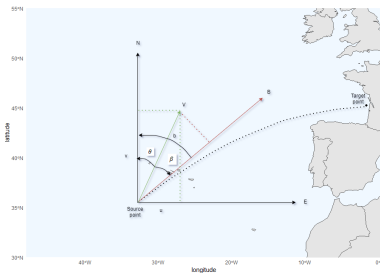 55°N
50°N
45°N
40°N
35°N
30°N
latitude
N
V
B
Target
point
θ
β
Source
point
E
40°W
30°W
20°W
10°W
0°
longitude